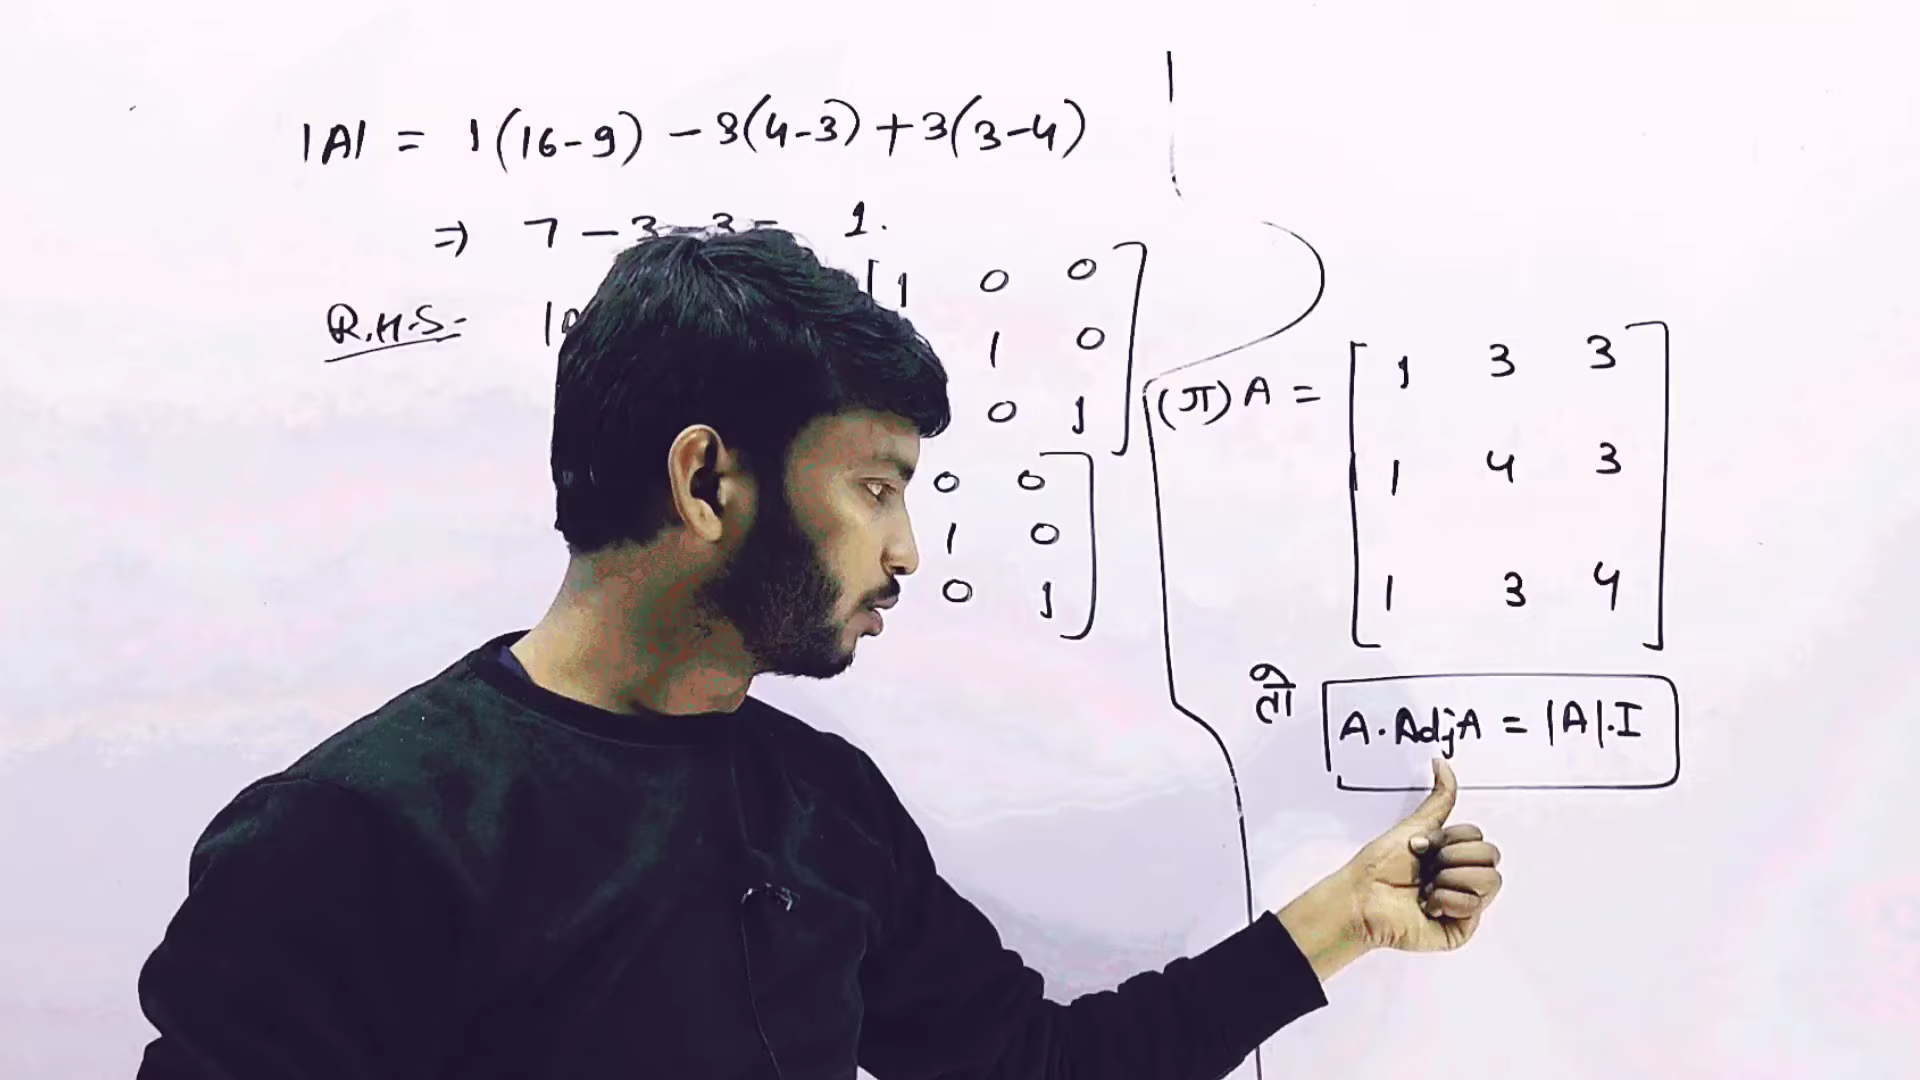 |A| = 1(16-9) - 3(4-3) + 3(3-4)
⇒ 7 - 3 - 3 = 1.
R.H.S:- |A
[ 1 0 0 ]
1 0
0 1 ]
0 0 ]
1 0
0 1 ]
(ग) A = [ 1 3 3 ]
1 4 3
1 3 4 ]
तो A.AdjA = |A|.I